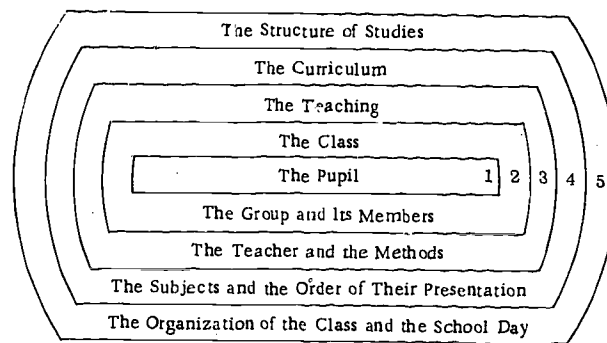 The Structure of Studies
The Curriculum
The Teaching
The Class
The Pupil 1 2 3 4 5
The Group and Its Members
The Teacher and the Methods
The Subjects and the Order of Their Presentation
The Organization of the Class and the School Day